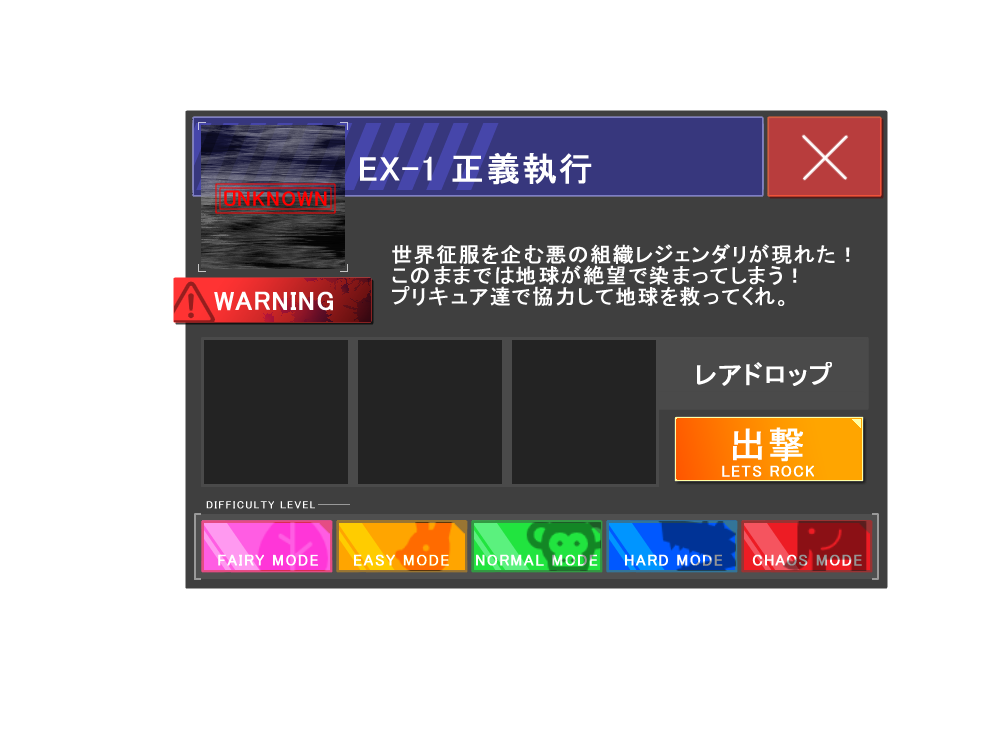 EX-1 正義執行
UNKNOWN
世界征服を企む悪の組織レジェンダリが現れた！
このままでは地球が絶望で染まってしまう！
プリキュア達で協力して地球を救ってくれ。
WARNING
レアドロップ
出撃
LETS ROCK
DIFFICULTY LEVEL
FAIRY MODE
EASY MODE
NORMAL MODE
HARD MODE
CHAOS MODE